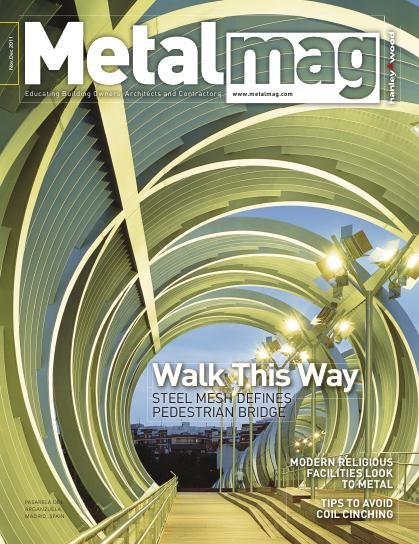 Nov.Dec 2011
Metalmag
hanley▲wood
Educating Building Owners, Architects and Contractors
www.metalmag.com
Walk This Way
STEEL MESH DEFINES
PEDESTRIAN BRIDGE
MODERN RELIGIOUS
FACILITIES LOOK
TO METAL
TIPS TO AVOID
COIL CINCHING
PASARELA DEL
ARGANZUELA,
MADRID, SPAIN